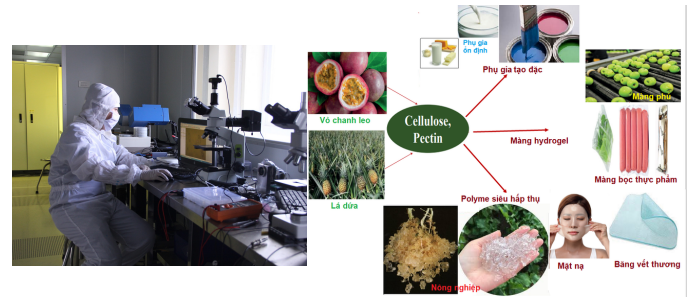 Phụ gia
ổn định
Phụ gia tạo đặc
Màng phủ
Vỏ chanh leo
Cellulose,
Pectin
Màng hydrogel
Màng bọc thực phẩm
Lá dứa
Polyme siêu hấp thụ
Mặt nạ
Băng vết thương
Nông nghiệp